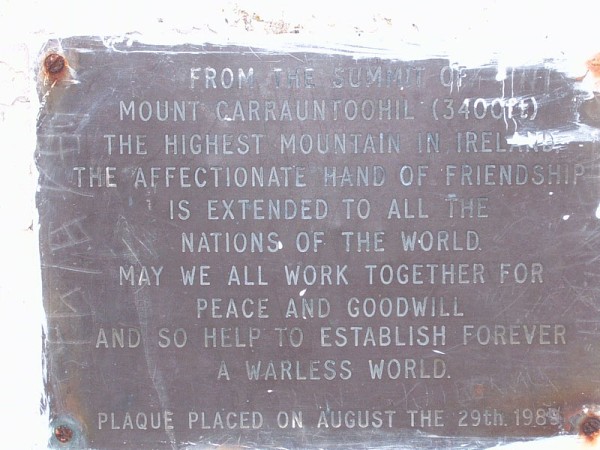 FROM THE SUMMIT OF
MOUNT CARRAUNTOOHIL (3400ft)
THE HIGHEST MOUNTAIN IN IRELAND
THE AFFECTIONATE HAND OF FRIENDSHIP
IS EXTENDED TO ALL THE
NATIONS OF THE WORLD.
MAY WE ALL WORK TOGETHER FOR
PEACE AND GOODWILL
AND SO HELP TO ESTABLISH FOREVER
A WARLESS WORLD.
PLAQUE PLACED ON AUGUST THE 29th.